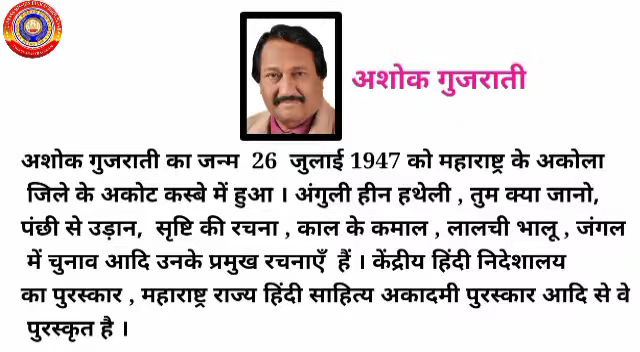 अशोक गुजराती
अशोक गुजराती का जन्म 26 जुलाई 1947 को महाराष्ट्र के अकोला
जिले के अकोट कस्बे में हुआ । अंगुली हीन हथेली , तुम क्या जानो,
पंछी से उड़ान, सृष्टि की रचना , काल के कमाल , लालची भालू , जंगल
में चुनाव आदि उनके प्रमुख रचनाएँ हैं । केंद्रीय हिंदी निदेशालय
का पुरस्कार , महाराष्ट्र राज्य हिंदी साहित्य अकादमी पुरस्कार आदि से वे
पुरस्कृत है ।